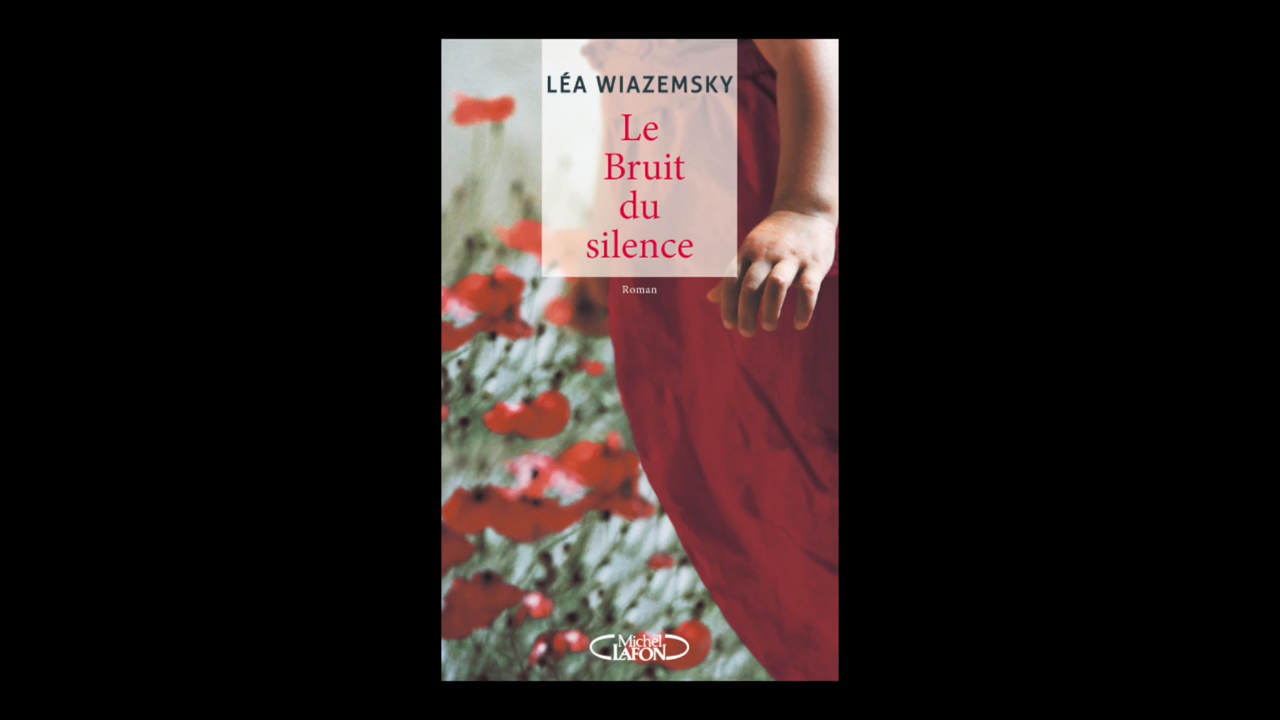 LÉA WIAZEMSKY
Le
Bruit
du
silence
Roman
Michel
LAFON